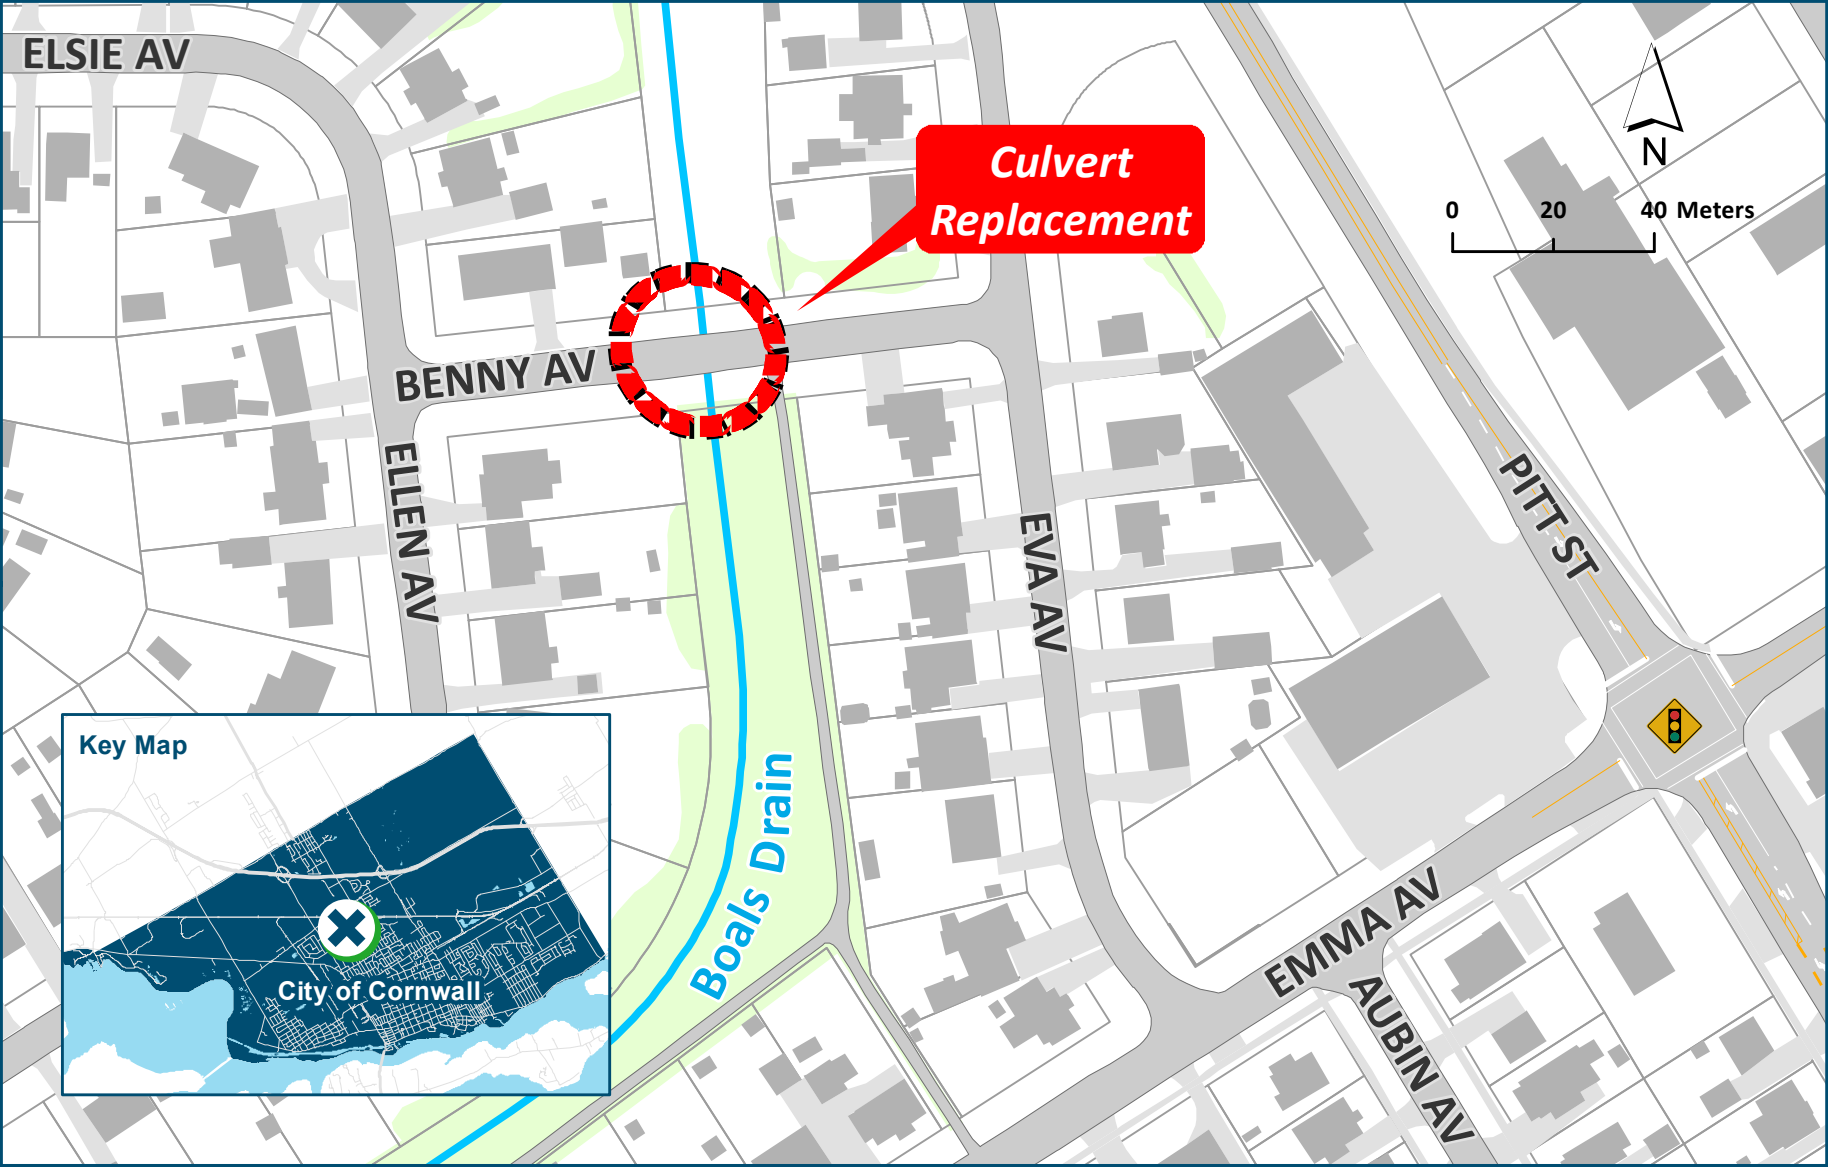 ELSIE AV
Culvert
Replacement
N
0 20 40 Meters
BENNY AV
ELLEN AV
EVA AV
PITT ST
Key Map
City of Cornwall
Boals Drain
EMMA AV
AUBIN AV